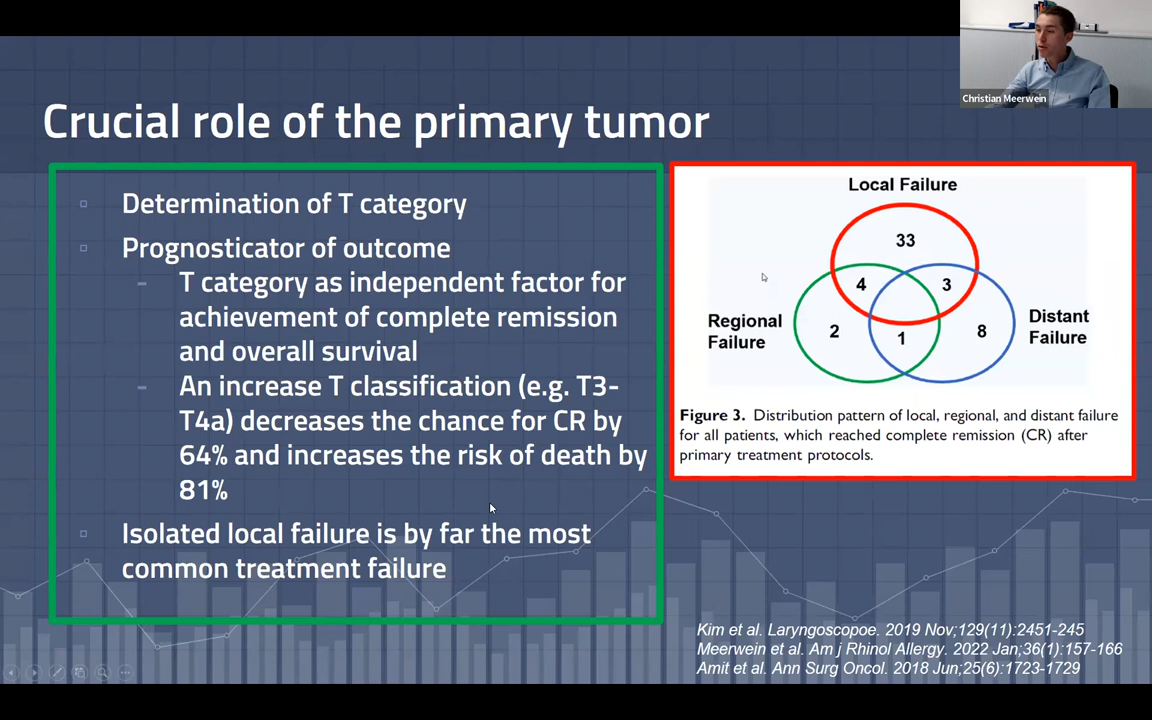 Christian Meerwein
Crucial role of the primary tumor
Determination of T category
Prognosticator of outcome
- T category as independent factor for
achievement of complete remission
and overall survival
- An increase T classification (e.g. T3-
T4a) decreases the chance for CR by
64% and increases the risk of death by
81%
Isolated local failure is by far the most
common treatment failure
Local Failure
33
4
3
Regional
Failure
2
1
8
Distant
Failure
Figure 3. Distribution pattern of local, regional, and distant failure
for all patients, which reached complete remission (CR) after
primary treatment protocols.
Kim et al. Laryngoscopoe. 2019 Nov;129(11):2451-245
Meerwein et al. Am j Rhinol Allergy. 2022 Jan;36(1):157-166
Amit et al. Ann Surg Oncol. 2018 Jun;25(6):1723-1729